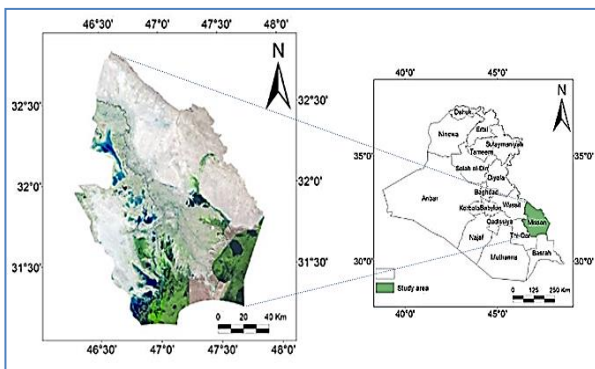 46°30' 47°0' 47°30' 48°0'
N
32°30'
32°0'
31°30'
32°30'
32°0'
31°30'
0 20 40 Km
46°30' 47°0' 47°30' 48°0'
40°0' 45°0'
N
35°0'
30°0'
35°0'
30°0'
Dahuk
Ninewa
Erbil
Sulaymaniyah
Tameem
Salah al-Din
Diyala
Anbar
Baghdad
Wassit
Kerbala
Babylon
Missan
Qadisiya
Thi-Qar
Najaf
Basrah
Muthanna
Study area
0 125 250 Km
40°0' 45°0'